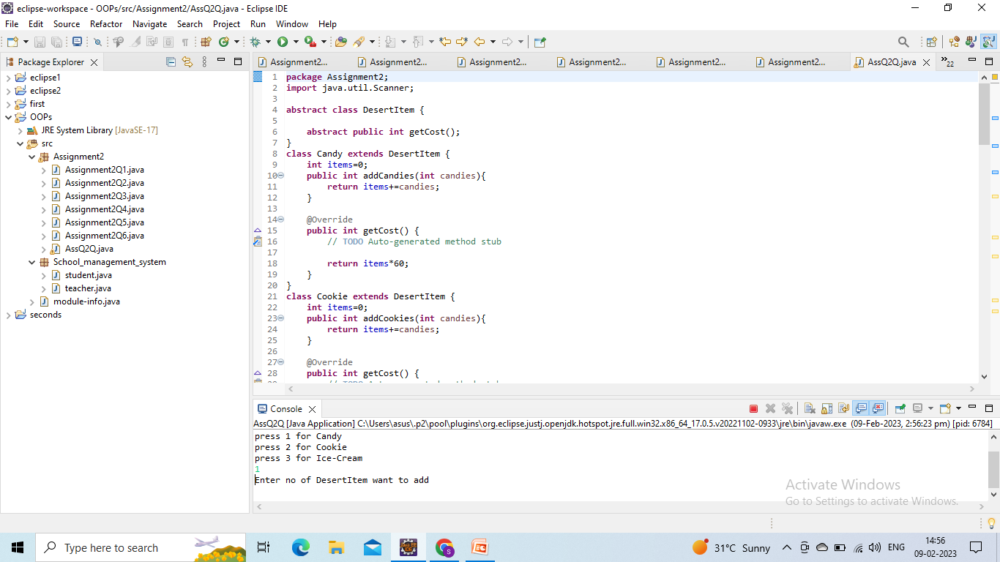 eclipse-workspace - OOPs/src/Assignment2/AssQ2Q.java - Eclipse IDE
File Edit Source Refactor Navigate Search Project Run Window Help
Package Explorer
eclipse1
eclipse2
first
OOPs
JRE System Library [JavaSE-17]
src
Assignment2
Assignment2Q1.java
Assignment2Q2.java
Assignment2Q3.java
Assignment2Q4.java
Assignment2Q5.java
Assignment2Q6.java
AssQ2Q.java
School_management_system
student.java
teacher.java
module-info.java
seconds
Assignment2... Assignment2... Assignment2... Assignment2... Assignment2... Assignment2... AssQ2Q.java 22
1 package Assignment2;
2 import java.util.Scanner;
3
4 abstract class DesertItem {
5
6 abstract public int getCost();
7 }
8 class Candy extends DesertItem {
9 int items=0;
10 public int addCandies(int candies){
11 return items+=candies;
12 }
13
14 @Override
15 public int getCost() {
16 // TODO Auto-generated method stub
17
18 return items*60;
19 }
20 }
21 class Cookie extends DesertItem {
22 int items=0;
23 public int addCookies(int candies){
24 return items+=candies;
25 }
26
27 @Override
28 public int getCost() {
Console
AssQ2Q [Java Application] C:\Users\asus\.p2\pool\plugins\org.eclipse.justj.openjdk.hotspot.jre.full.win32.x86_64_17.0.5.v20221102-0933\jre\bin\javaw.exe (09-Feb-2023, 2:56:23 pm) [pid: 6784]
press 1 for Candy
press 2 for Cookie
press 3 for Ice-Cream
1
Enter no of DesertItem want to add
Activate Windows
Go to Settings to activate Windows.
Type here to search
31°C Sunny
ENG
14:56
09-02-2023